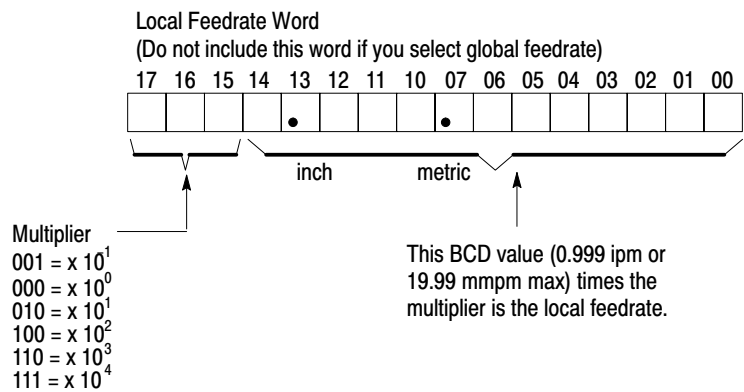 Local Feedrate Word
(Do not include this word if you select global feedrate)
17 16 15 14 13 12 11 10 07 06 05 04 03 02 01 00
inch metric
Multiplier
001 = x 10⁻¹
000 = x 10⁰
010 = x 10¹
100 = x 10²
110 = x 10³
111 = x 10⁴
This BCD value (0.999 ipm or
19.99 mmpm max) times the
multiplier is the local feedrate.